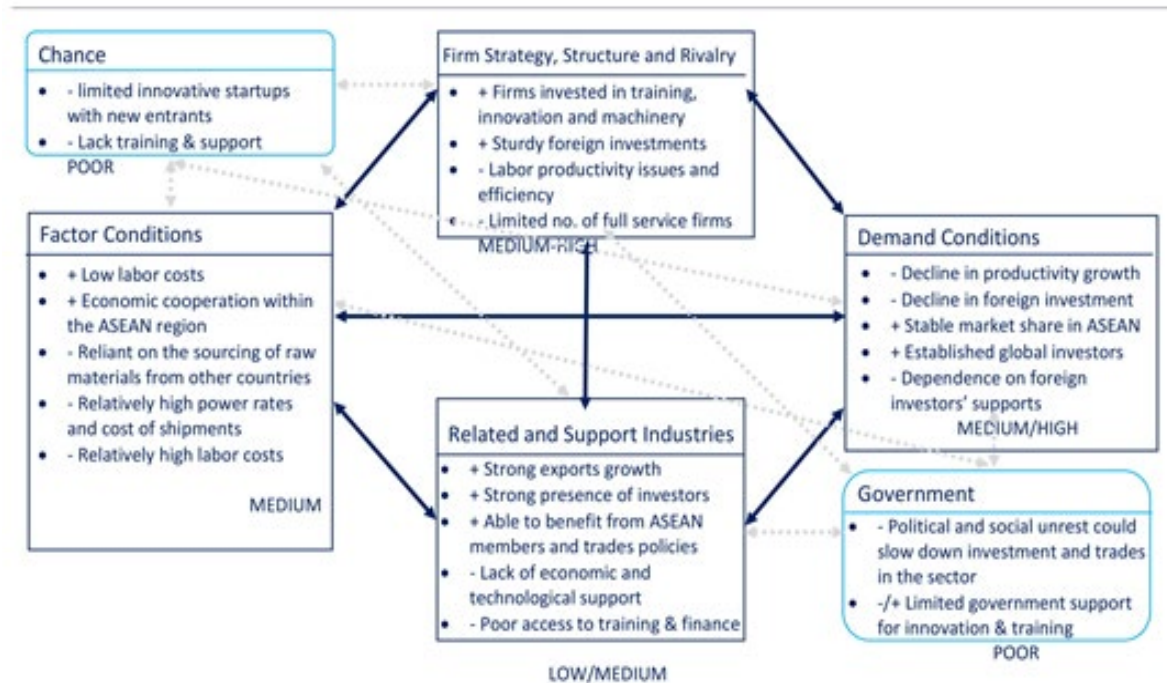 Chance
- limited innovative startups
with new entrants
- Lack training & support
POOR
Firm Strategy, Structure and Rivalry
+ Firms invested in training,
innovation and machinery
+ Sturdy foreign investments
- Labor productivity issues and
efficiency
- Limited no. of full service firms
MEDIUM-HIGH
Factor Conditions
+ Low labor costs
+ Economic cooperation within
the ASEAN region
- Reliant on the sourcing of raw
materials from other countries
- Relatively high power rates
and cost of shipments
- Relatively high labor costs
MEDIUM
Demand Conditions
- Decline in productivity growth
- Decline in foreign investment
+ Stable market share in ASEAN
+ Established global investors
- Dependence on foreign
investors' supports
MEDIUM/HIGH
Related and Support Industries
+ Strong exports growth
+ Strong presence of investors
+ Able to benefit from ASEAN
members and trades policies
- Lack of economic and
technological support
- Poor access to training & finance
LOW/MEDIUM
Government
- Political and social unrest could
slow down investment and trades
in the sector
-/+ Limited government support
for innovation & training
POOR